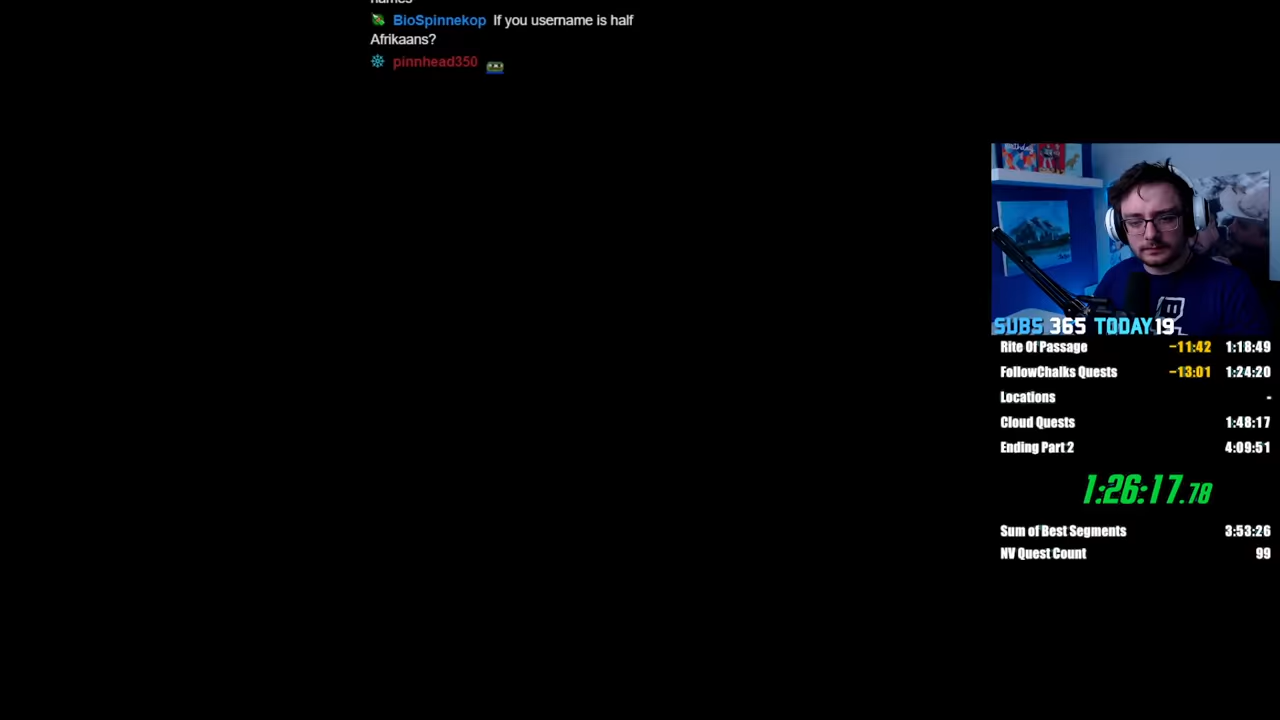 BioSpinnekop If you username is half
Afrikaans?
pinnhead350
SUBS 365 TODAY 19
Rite Of Passage -11:42 1:18:49
FollowChalks Quests -13:01 1:24:20
Locations -
Cloud Quests 1:48:17
Ending Part 2 4:09:51
1:26:17.78
Sum of Best Segments 3:53:26
NV Quest Count 99